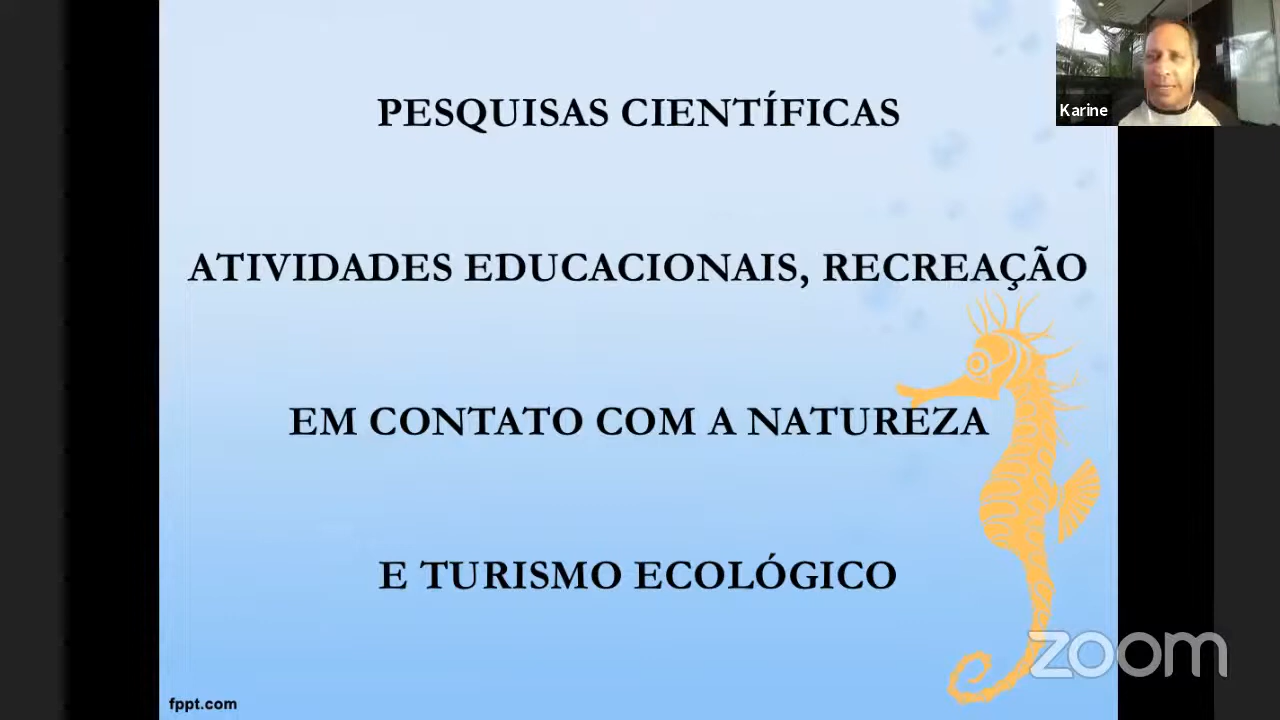 PESQUISAS CIENTÍFICAS
Karine
ATIVIDADES EDUCACIONAIS, RECREAÇÃO
EM CONTATO COM A NATUREZA
E TURISMO ECOLÓGICO
zoom
fppt.com